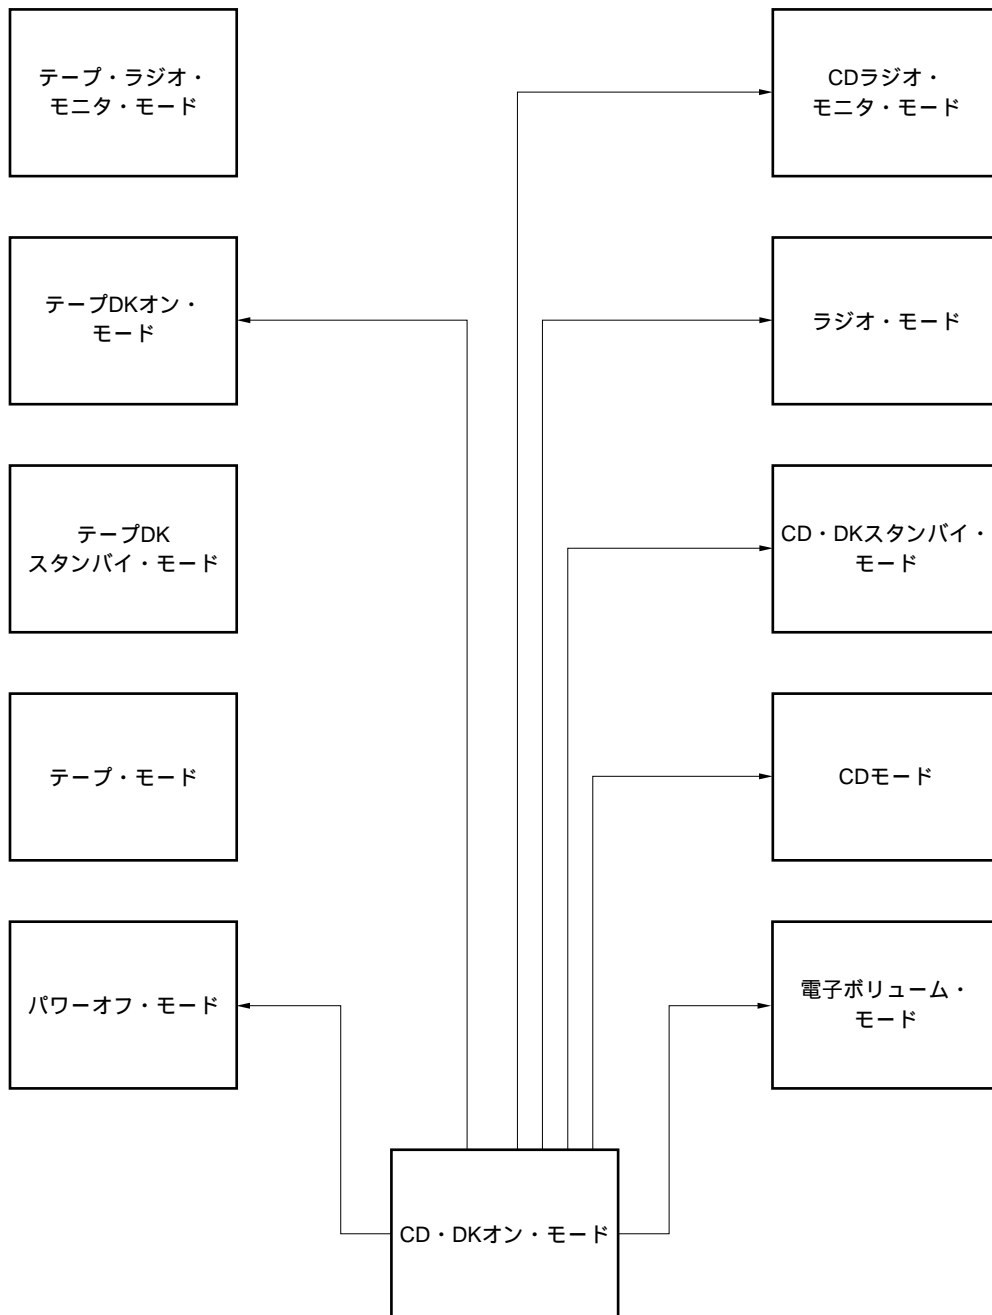 テープ・ラジオ・
モニタ・モード
CDラジオ・
モニタ・モード
テープDKオン・
モード
ラジオ・モード
テープDK
スタンバイ・モード
CD・DKスタンバイ・
モード
テープ・モード
CDモード
パワーオフ・モード
電子ボリューム・
モード
CD・DKオン・モード